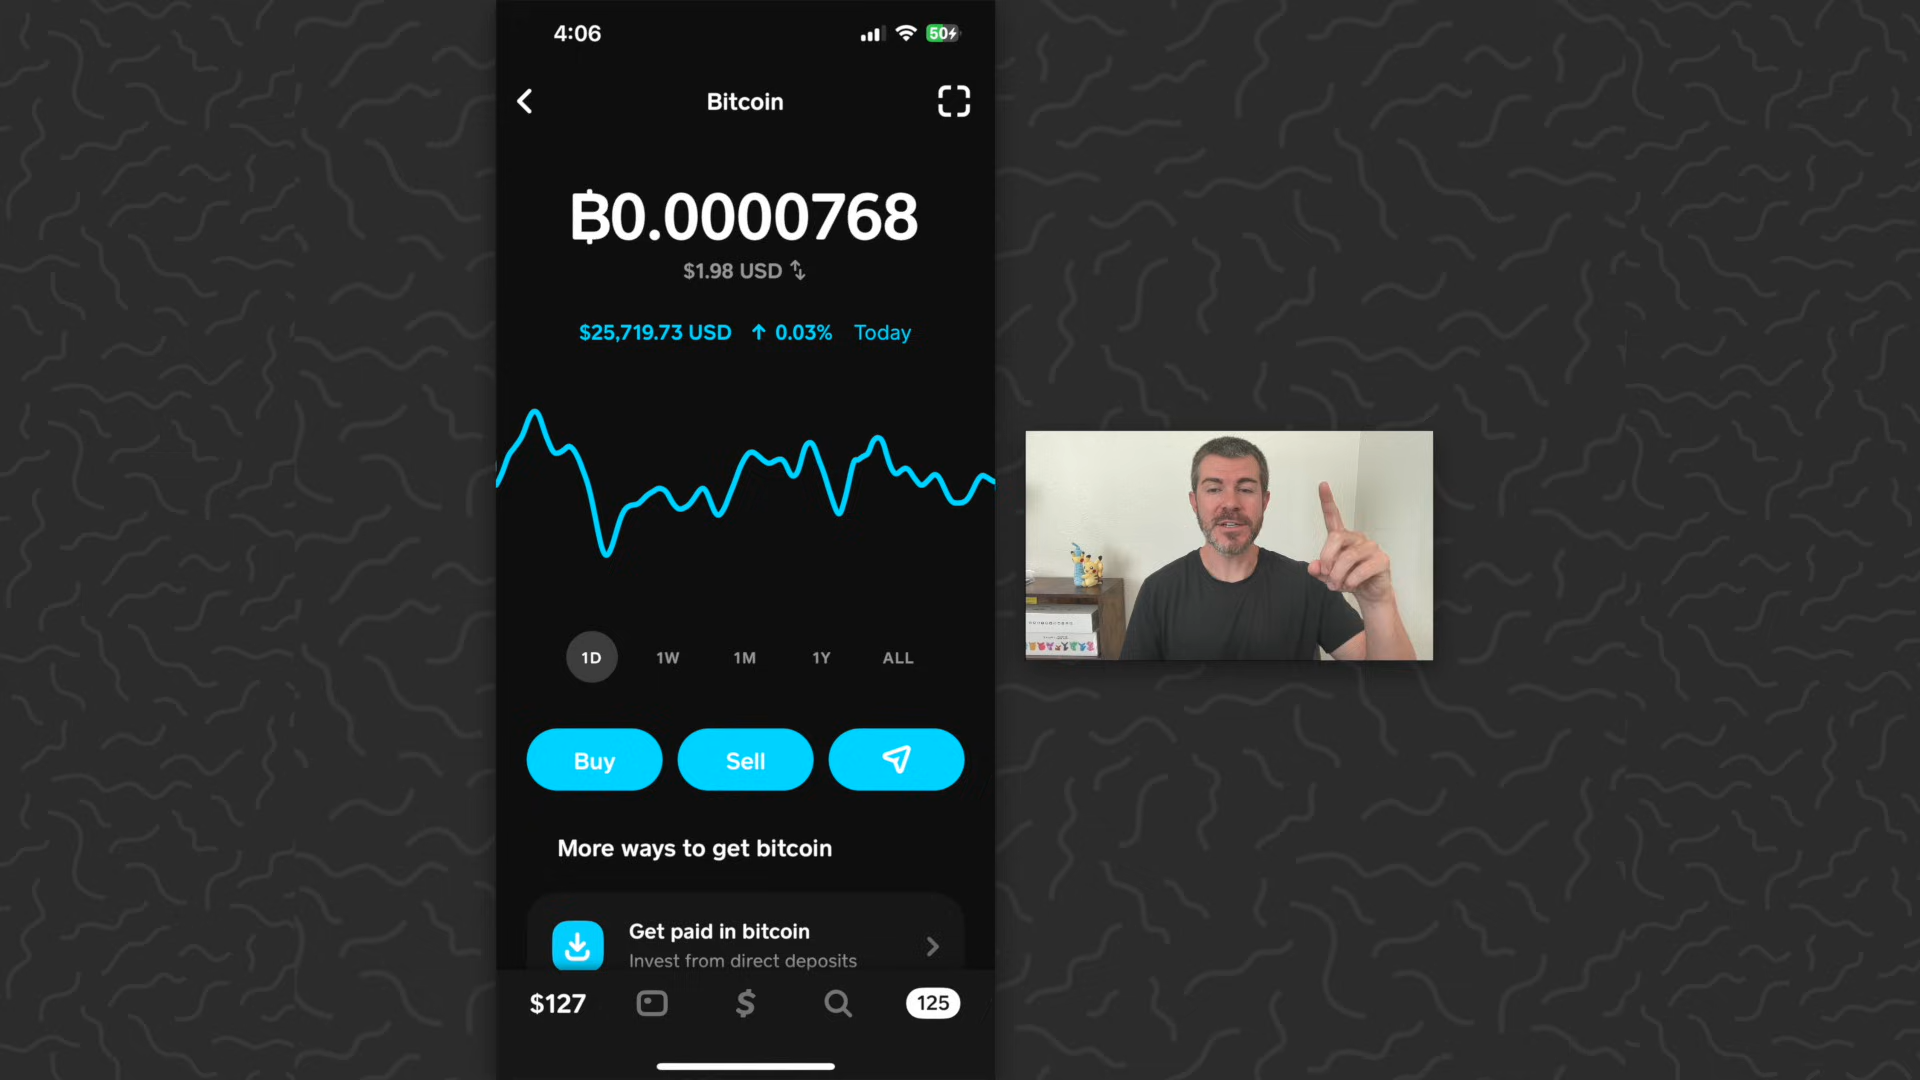 4:06
50
Bitcoin
₿0.0000768
$1.98 USD
$25,719.73 USD ↑ 0.03% Today
1D 1W 1M 1Y ALL
Buy Sell
More ways to get bitcoin
Get paid in bitcoin
Invest from direct deposits
$127 $ 125